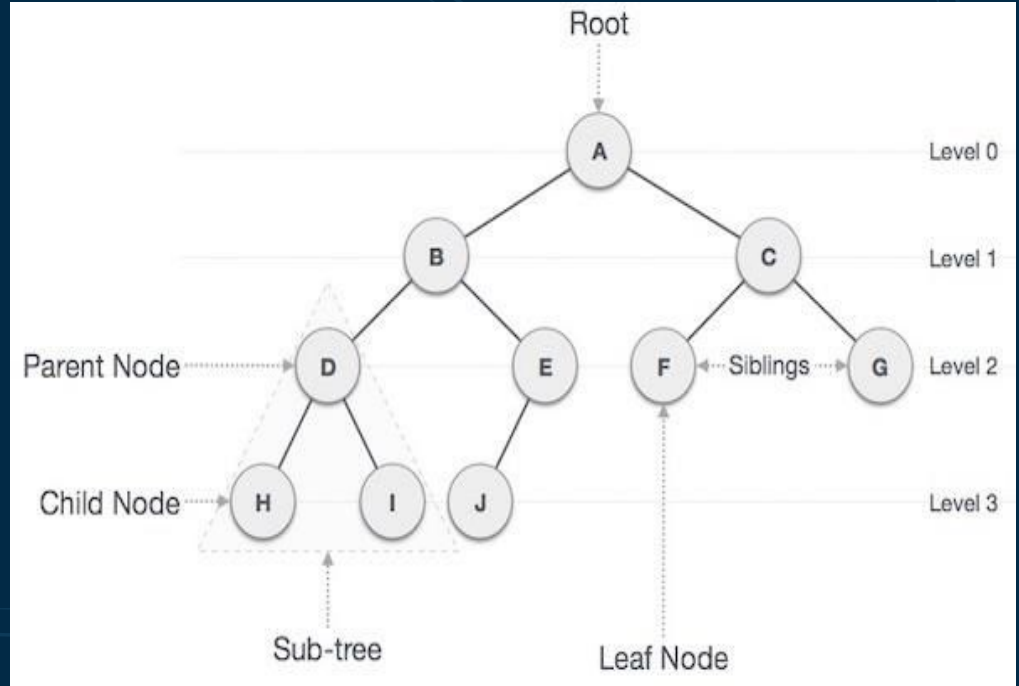 Root
A Level 0
B C Level 1
Parent Node D E F Siblings G Level 2
Child Node H I J Level 3
Sub-tree
Leaf Node